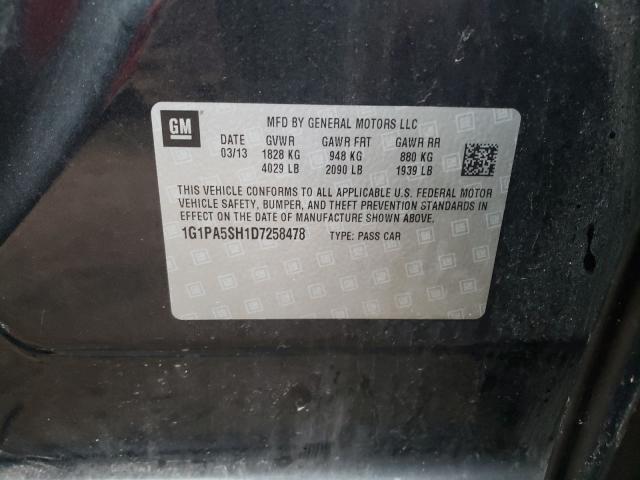 GM
MFD BY GENERAL MOTORS LLC
DATE GVWR GAWR FRT GAWR RR
03/13 1828 KG 948 KG 880 KG
4029 LB 2090 LB 1939 LB
THIS VEHICLE CONFORMS TO ALL APPLICABLE U.S. FEDERAL MOTOR
VEHICLE SAFETY, BUMPER, AND THEFT PREVENTION STANDARDS IN
EFFECT ON THE DATE OF MANUFACTURE SHOWN ABOVE.
1G1PA5SH1D7258478 TYPE: PASS CAR